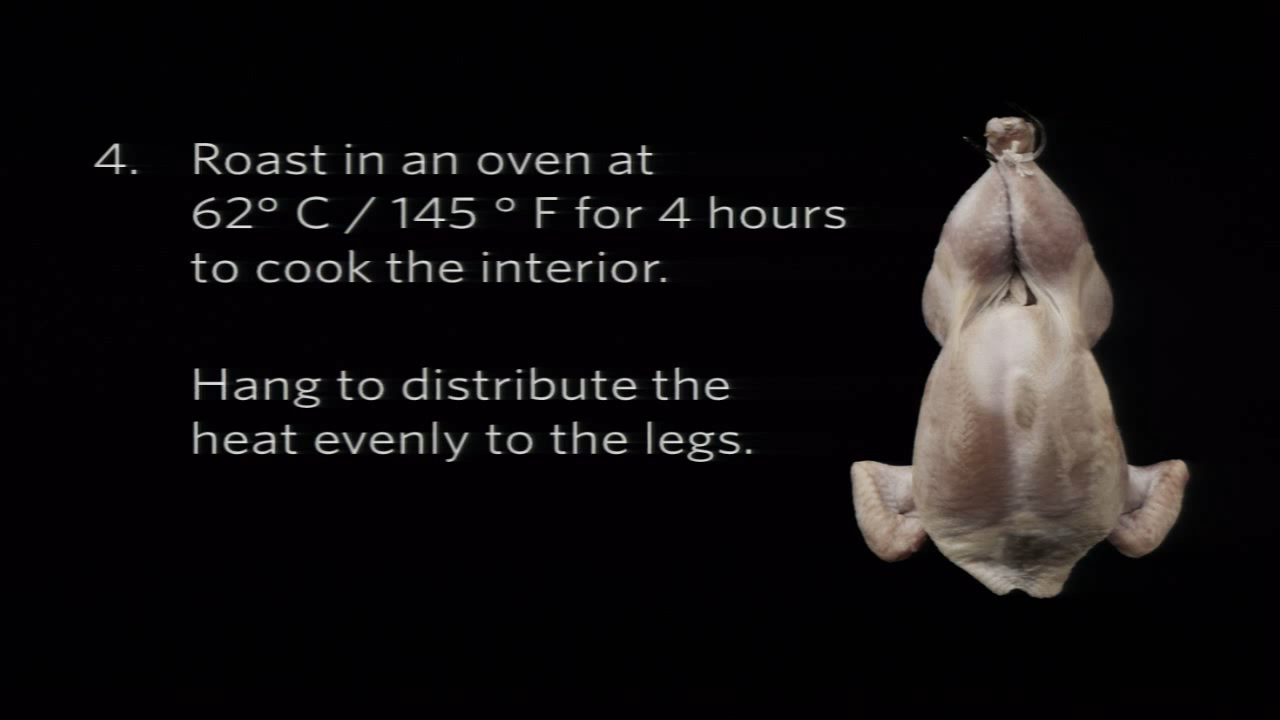 4. Roast in an oven at
62° C / 145 ° F for 4 hours
to cook the interior.
Hang to distribute the
heat evenly to the legs.